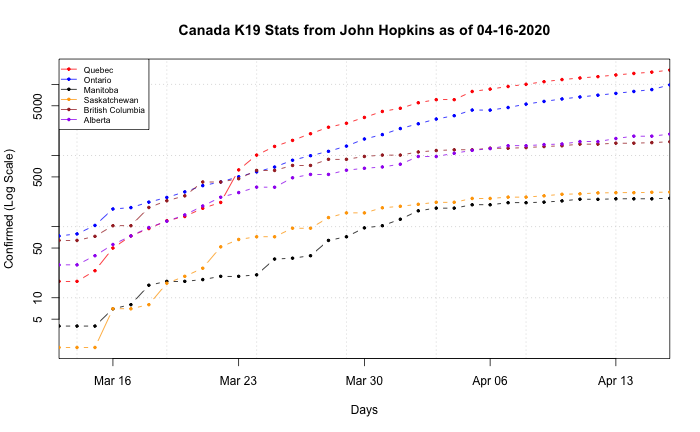 Canada K19 Stats from John Hopkins as of 04-16-2020
Quebec
Ontario
Manitoba
Saskatchewan
British Columbia
Alberta
Confirmed (Log Scale)
5000
500
50
10
5
Mar 16
Mar 23
Mar 30
Apr 06
Apr 13
Days